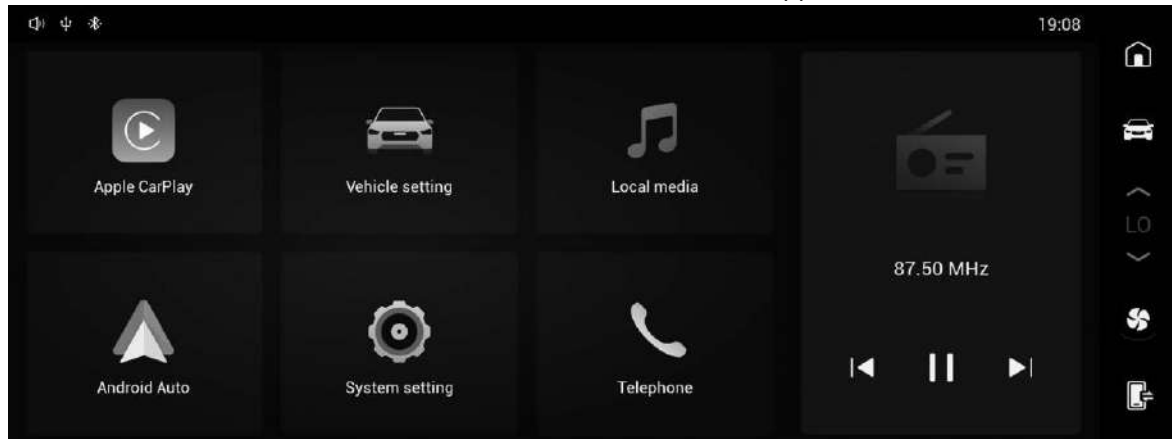 19:08
Apple CarPlay
Vehicle setting
Local media
87.50 MHz
LO
Android Auto
System setting
Telephone